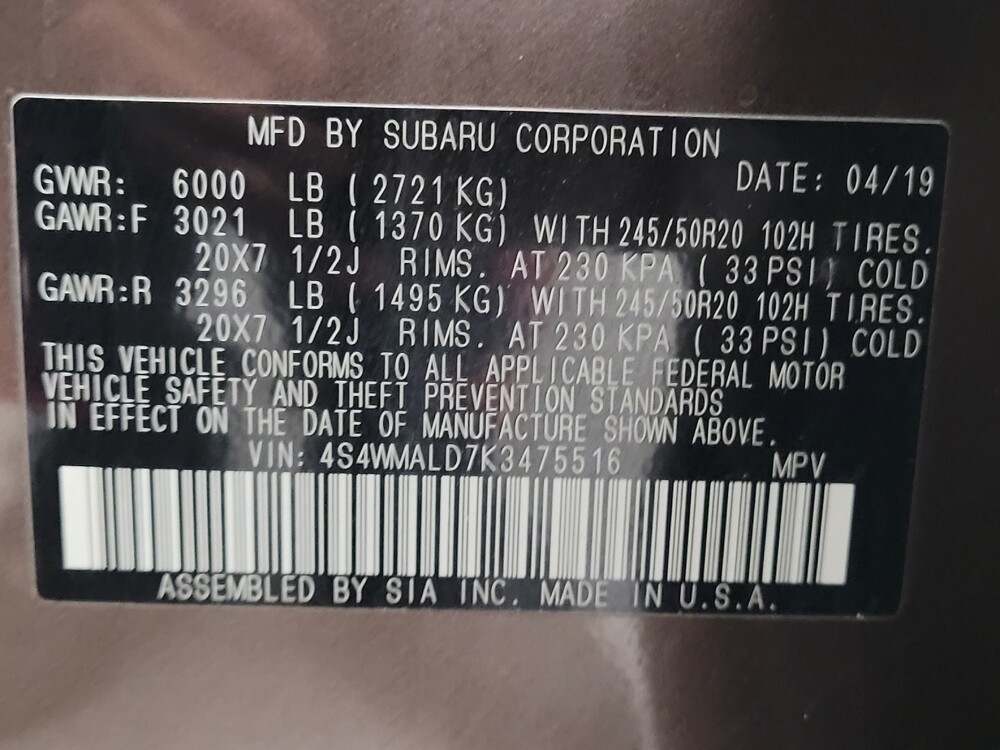 MFD BY SUBARU CORPORATION
DATE: 04/19
GVWR: 6000 LB ( 2721 KG)
GAWR:F 3021 LB ( 1370 KG) WITH 245/50R20 102H TIRES.
20X7 1/2J RIMS. AT 230 KPA ( 33 PSI) COLD
GAWR:R 3296 LB ( 1495 KG) WITH 245/50R20 102H TIRES.
20X7 1/2J RIMS. AT 230 KPA ( 33 PSI) COLD
THIS VEHICLE CONFORMS TO ALL APPLICABLE FEDERAL MOTOR
VEHICLE SAFETY AND THEFT PREVENTION STANDARDS
IN EFFECT ON THE DATE OF MANUFACTURE SHOWN ABOVE.
VIN: 4S4WMALD7K3475516 MPV
ASSEMBLED BY SIA INC. MADE IN U.S.A.